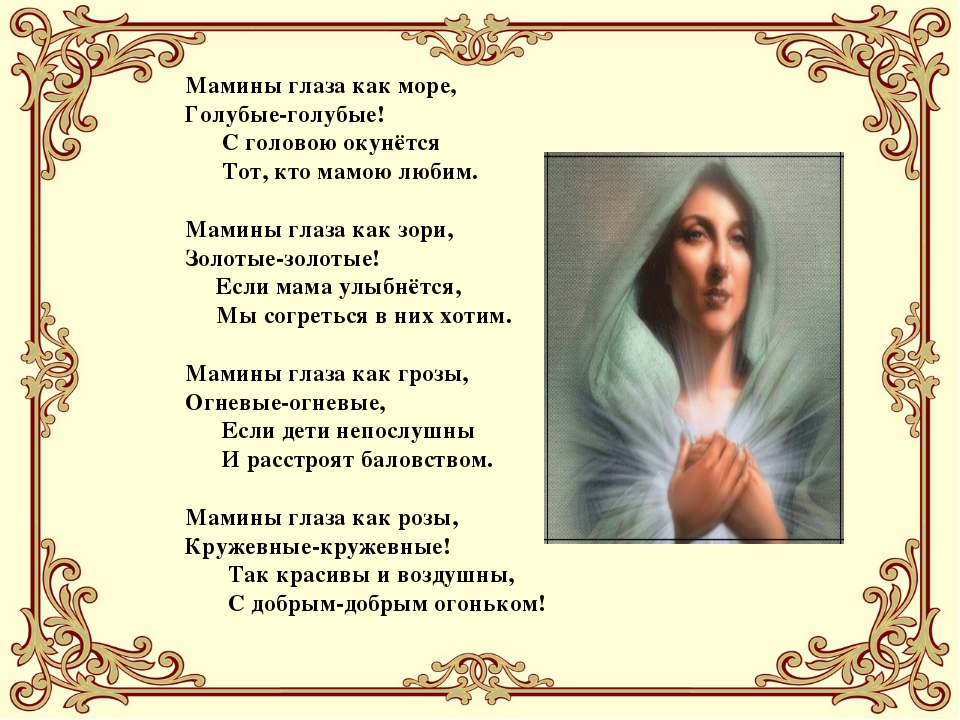 Мамины глаза как море,
Голубые-голубые!
С головою окунётся
Тот, кто мамою любим.

Мамины глаза как зори,
Золотые-золотые!
Если мама улыбнётся,
Мы согреться в них хотим.

Мамины глаза как грозы,
Огневые-огневые,
Если дети непослушны
И расстроят баловством.

Мамины глаза как розы,
Кружевные-кружевные!
Так красивы и воздушны,
С добрым-добрым огоньком!